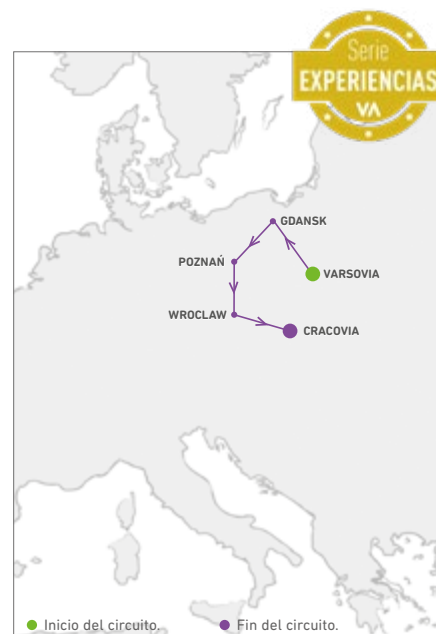 Serie
EXPERIENCIAS
VA
GDANSK
POZNAŃ
VARSOVIA
WROCLAW
CRACOVIA
Inicio del circuito.
Fin del circuito.